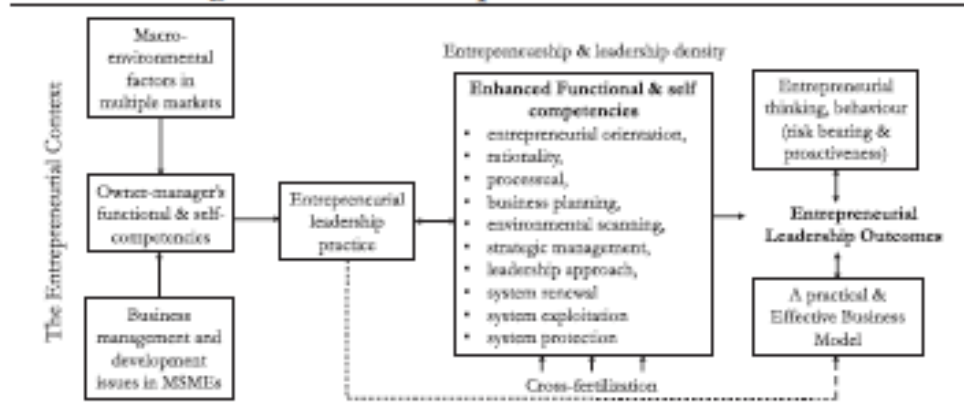 The Entrepreneurial Context
Macro-
environmental
factors in
multiple markets
Owner-manager's
functional & self-
competencies
Business
management and
development
issues in MSMEs
Entrepreneurial
leadership
practice
Entrepreneurship & leadership density
Enhanced Functional & self
competencies
• entrepreneurial orientation,
• rationality,
• processual,
• business planning,
• environmental scanning,
• strategic management,
• leadership approach,
• system renewal
• system exploitation
• system protection
Cross-fertilization
Entrepreneurial
thinking, behaviour
(risk bearing &
proactiveness)
Entrepreneurial
Leadership Outcomes
A practical &
Effective Business
Model